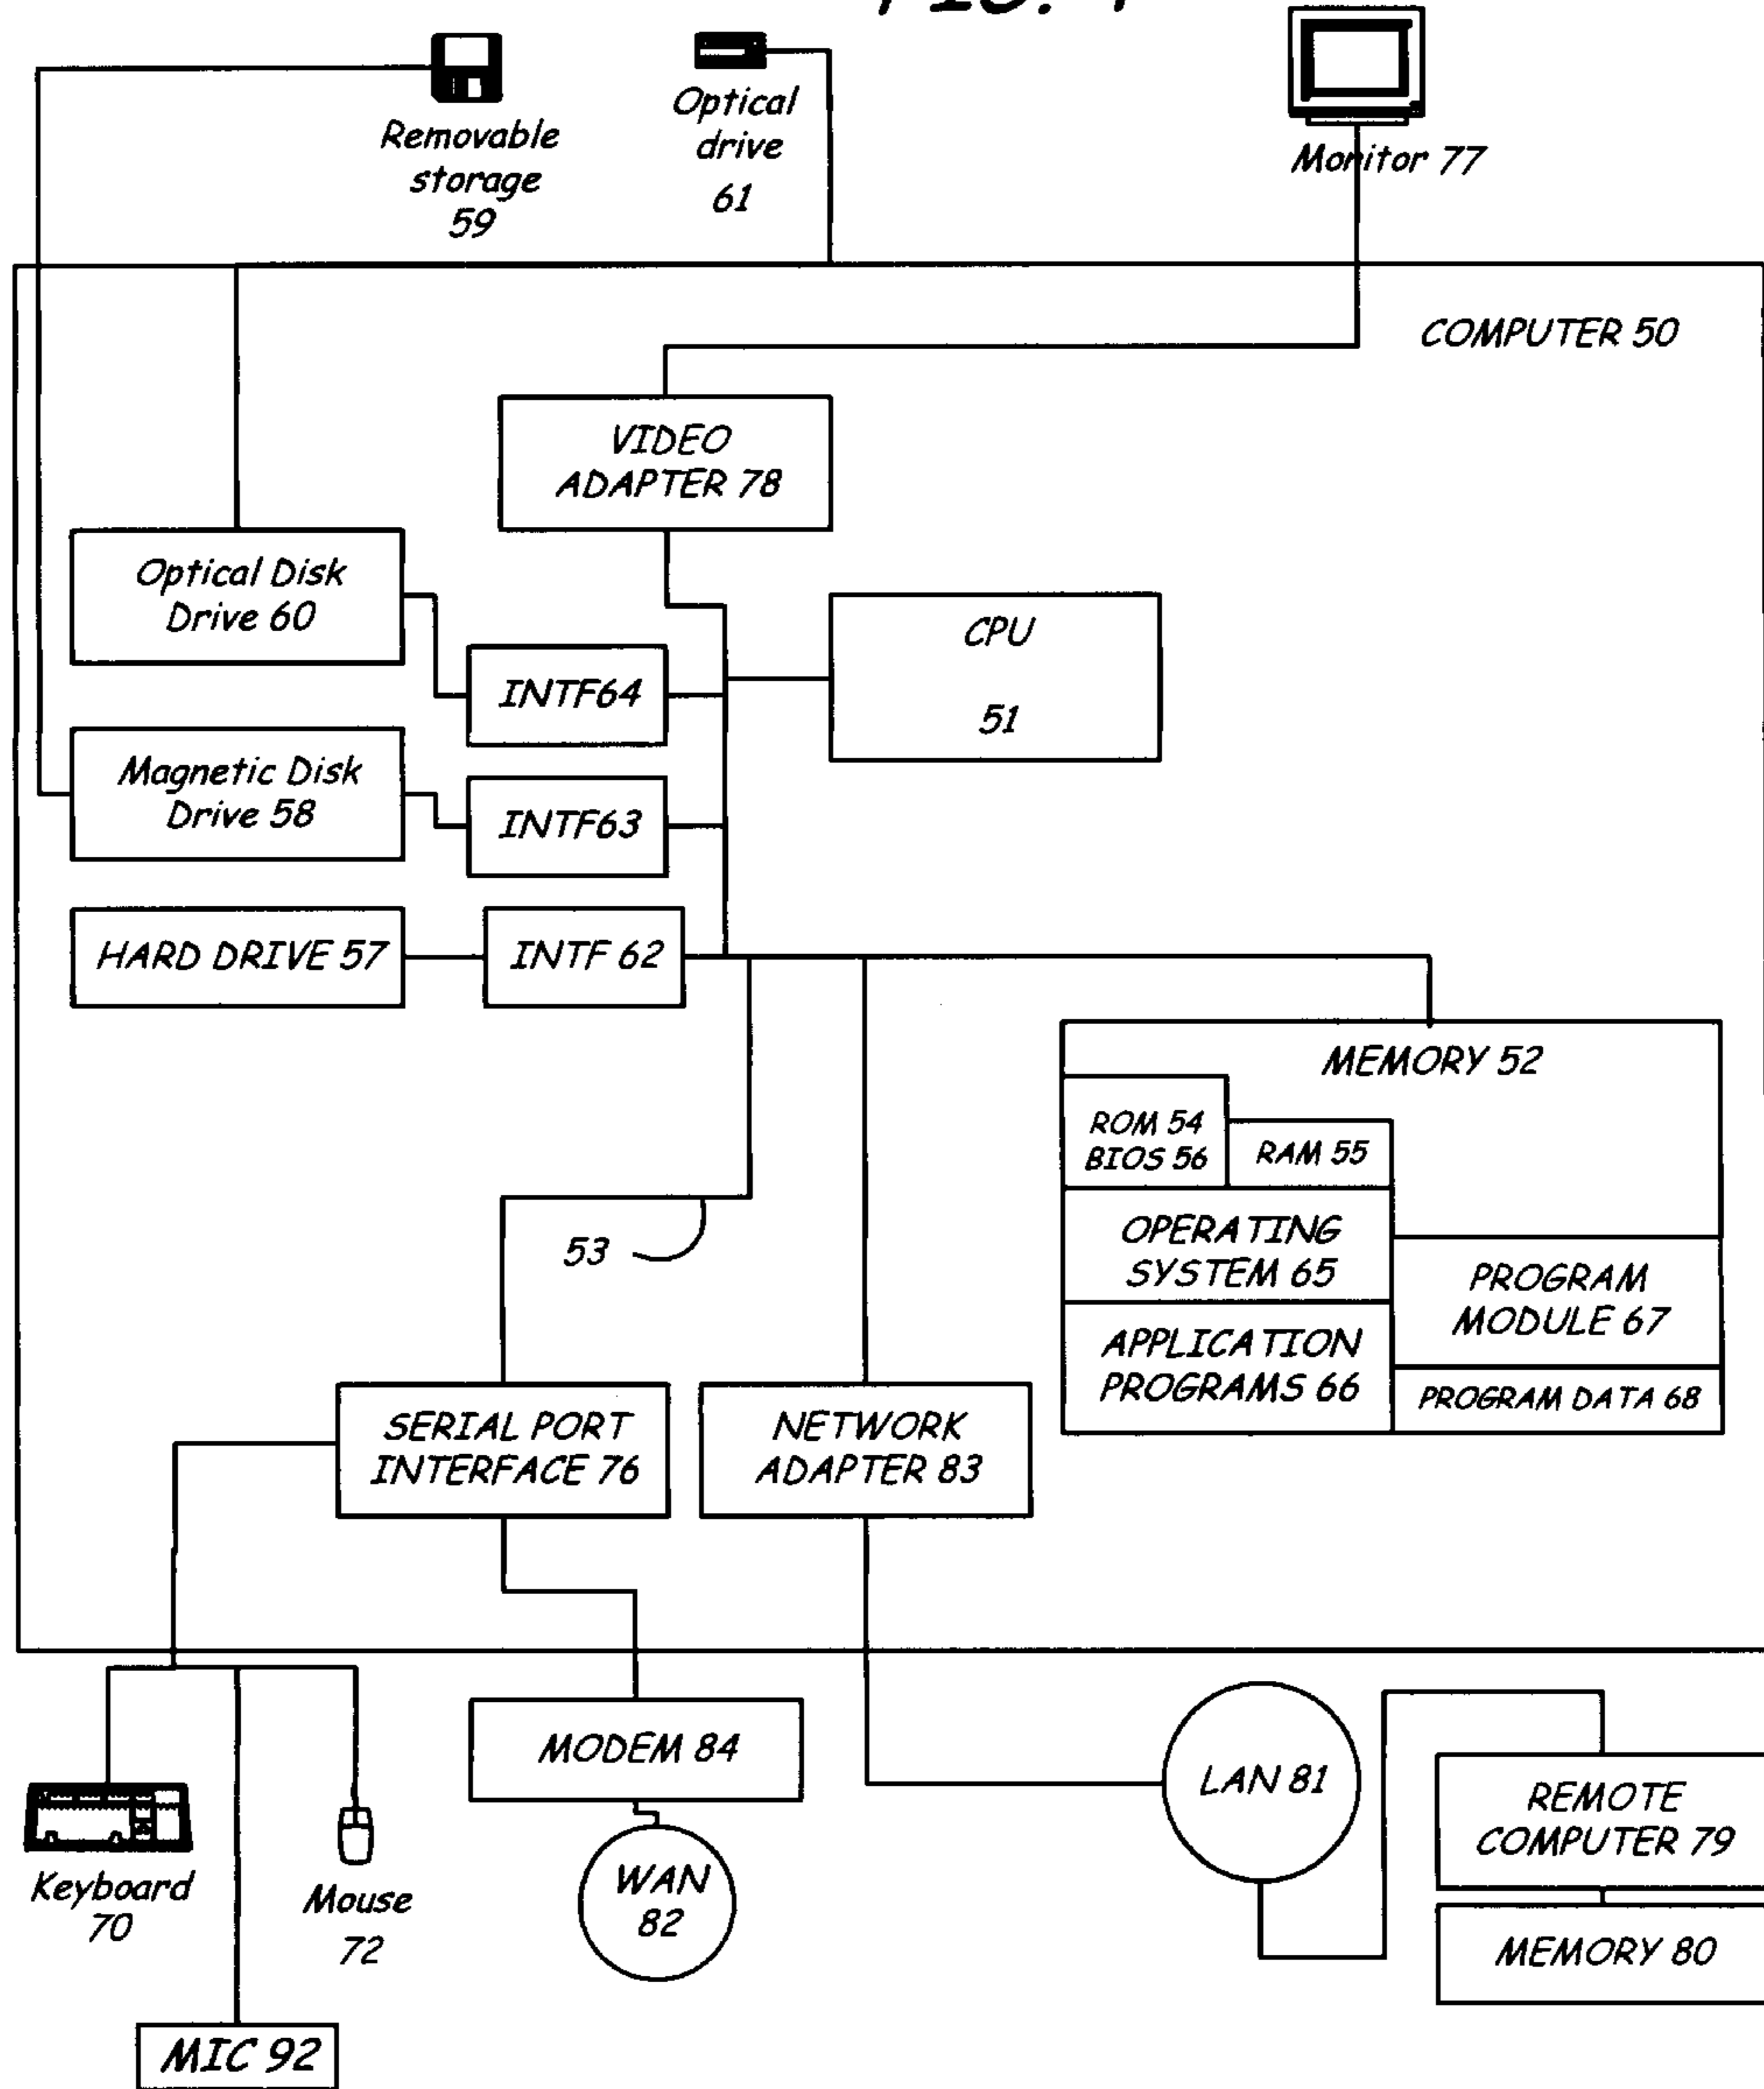 Removable
storage
59
Optical
drive
61
Monitor 77
COMPUTER 50
VIDEO
ADAPTER 78
Optical Disk
Drive 60
CPU
51
INTF64
Magnetic Disk
Drive 58
INTF63
HARD DRIVE 57
INTF 62
MEMORY 52
ROM 54
BIOS 56
RAM 55
OPERATING
SYSTEM 65
PROGRAM
MODULE 67
APPLICATION
PROGRAMS 66
PROGRAM DATA 68
53
SERIAL PORT
INTERFACE 76
NETWORK
ADAPTER 83
MODEM 84
LAN 81
REMOTE
COMPUTER 79
MEMORY 80
WAN
82
Keyboard
70
Mouse
72
MIC 92